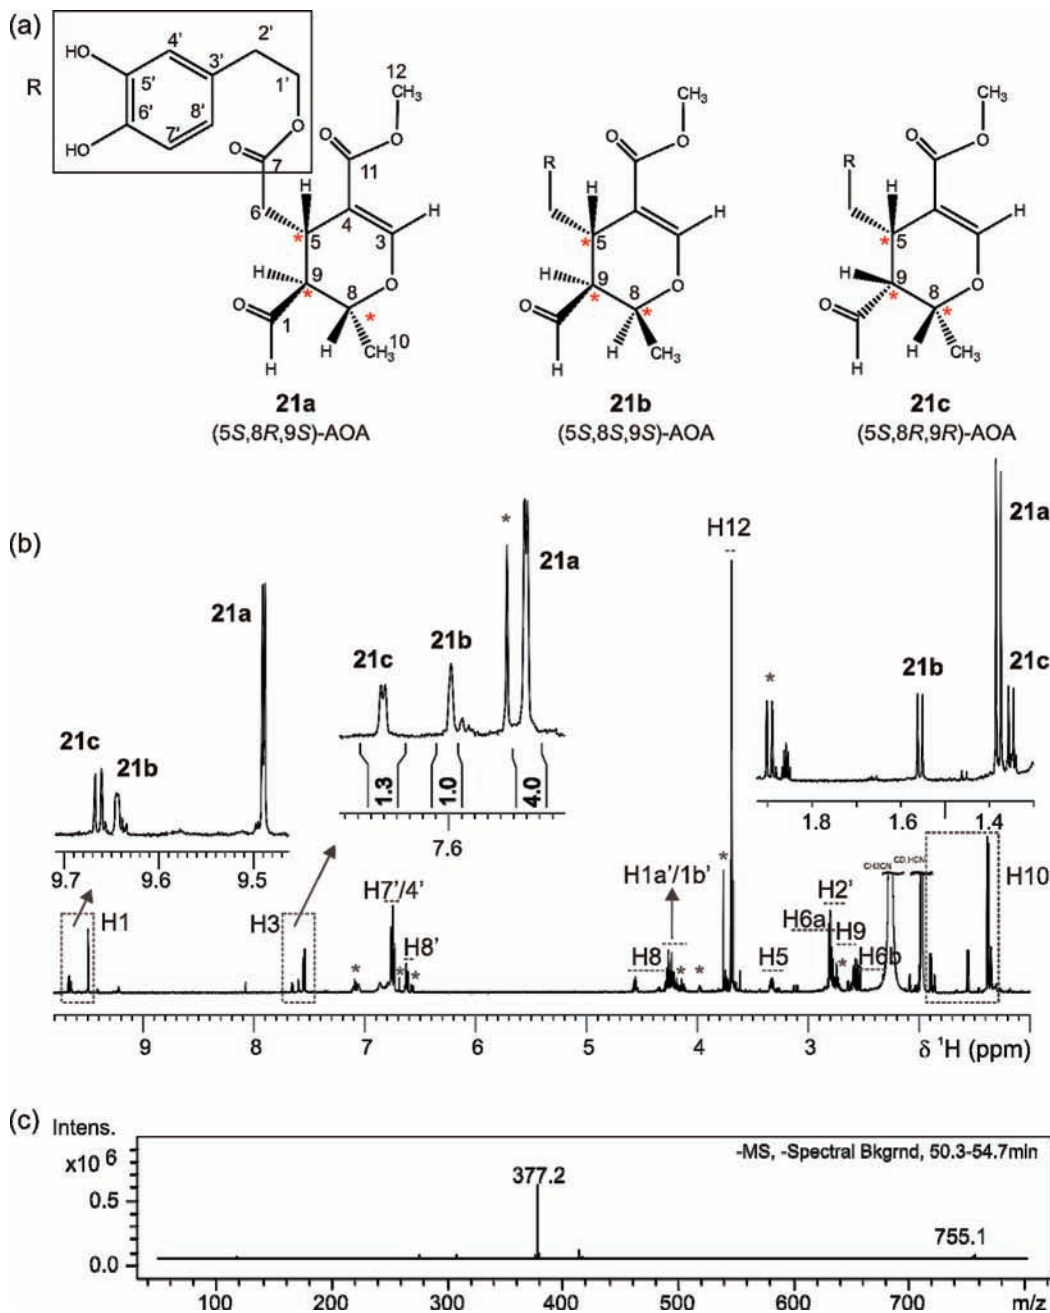 (a)
R
HO
HO
4'
5'
6'
7'
8'
3'
2'
1'
O
O
7
6
H
5
4
3
H
O
8
9
H
O
1
H
H
10
CH₃
11
O
O
12
CH₃
*
*
*
21a
(5S,8R,9S)-AOA
R
H
5
O
O
CH₃
H
O
8
9
H
O
H
H
CH₃
*
*
*
21b
(5S,8S,9S)-AOA
R
H
5
O
O
CH₃
H
O
8
9
H
O
H
H
CH₃
*
*
*
21c
(5S,8R,9R)-AOA
(b)
21c
21b
21a
9.7
9.6
9.5
21c
21b
*
21a
1.3
1.0
4.0
7.6
*
21b
21a
21c
1.8
1.6
1.4
H1
H3
H7'/4'
H8'
*
*
*
H8
H1a'/1b'
*
*
*
H12
H5
H6a
H2'
H9
*
H6b
CH3CN
H10
9
8
7
6
5
4
3
δ ¹H (ppm)
(c)
Intens.
x10⁶
0.5
0.0
-MS, -Spectral Bkgrnd, 50.3-54.7min
377.2
755.1
100
200
300
400
500
600
700
m/z